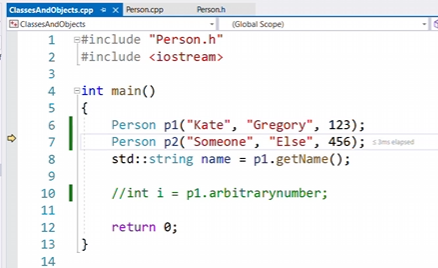 ClassesAndObjects.cpp Person.cpp Person.h
ClassesAndObjects (Global Scope)
1 #include "Person.h"
2 #include <iostream>
3
4 int main()
5 {
6 Person p1("Kate", "Gregory", 123);
7 Person p2("Someone", "Else", 456); ≤ 3ms elapsed
8 std::string name = p1.getName();
9
10 //int i = p1.arbitrarynumber;
11
12 return 0;
13 }
14